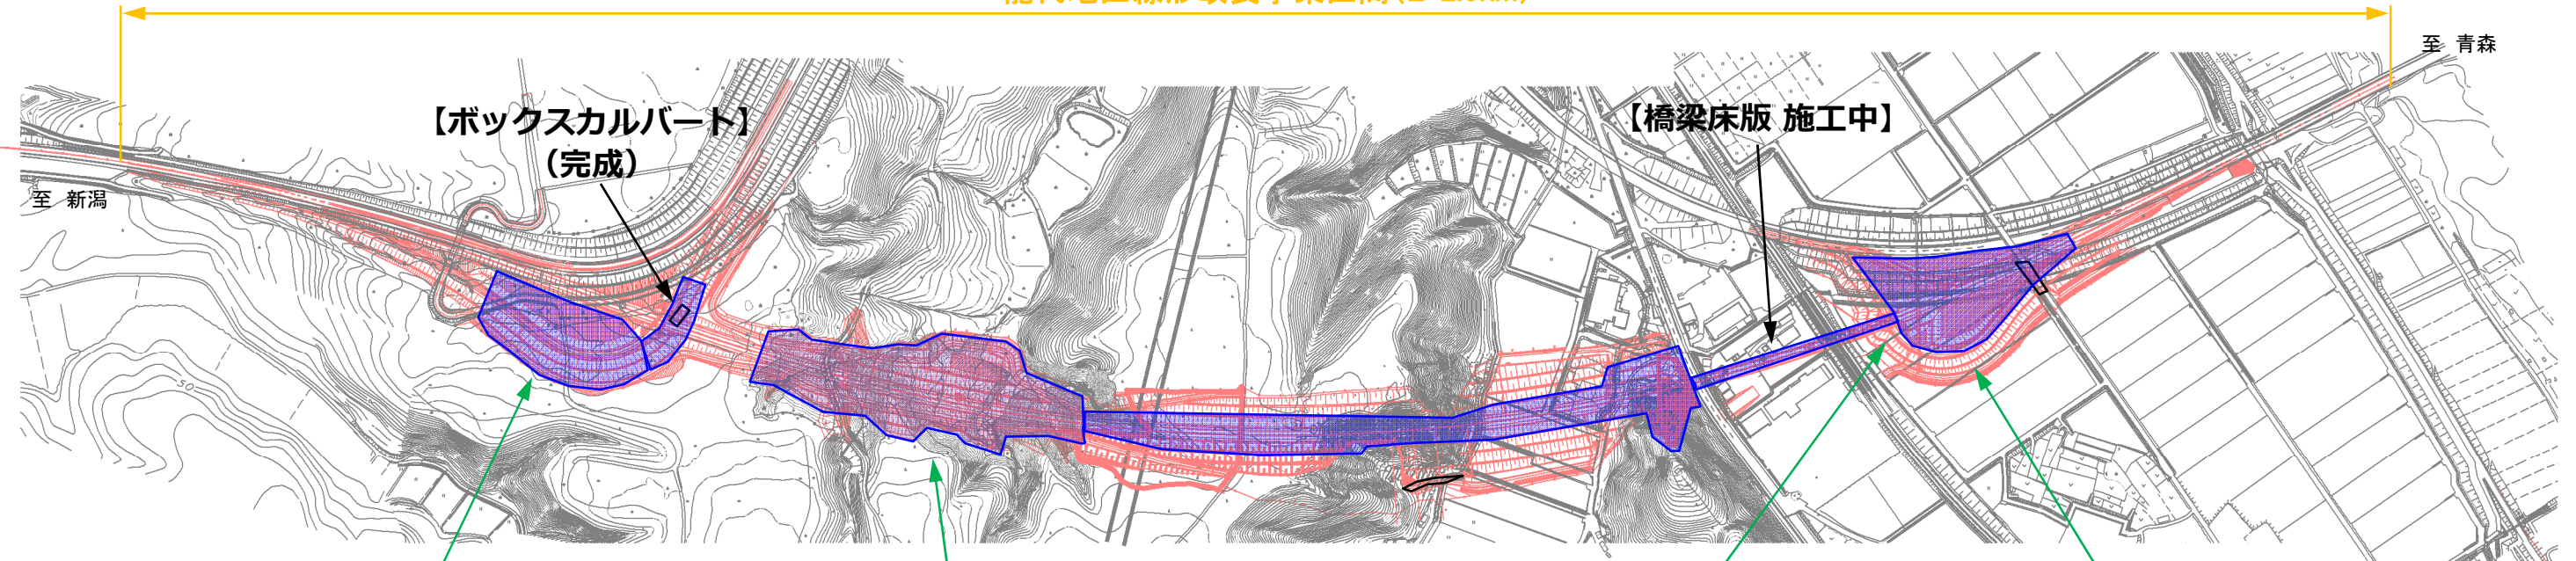 至 青森
【ボックスカルバート】
（完成）
【橋梁床版 施工中】
至 新潟
50